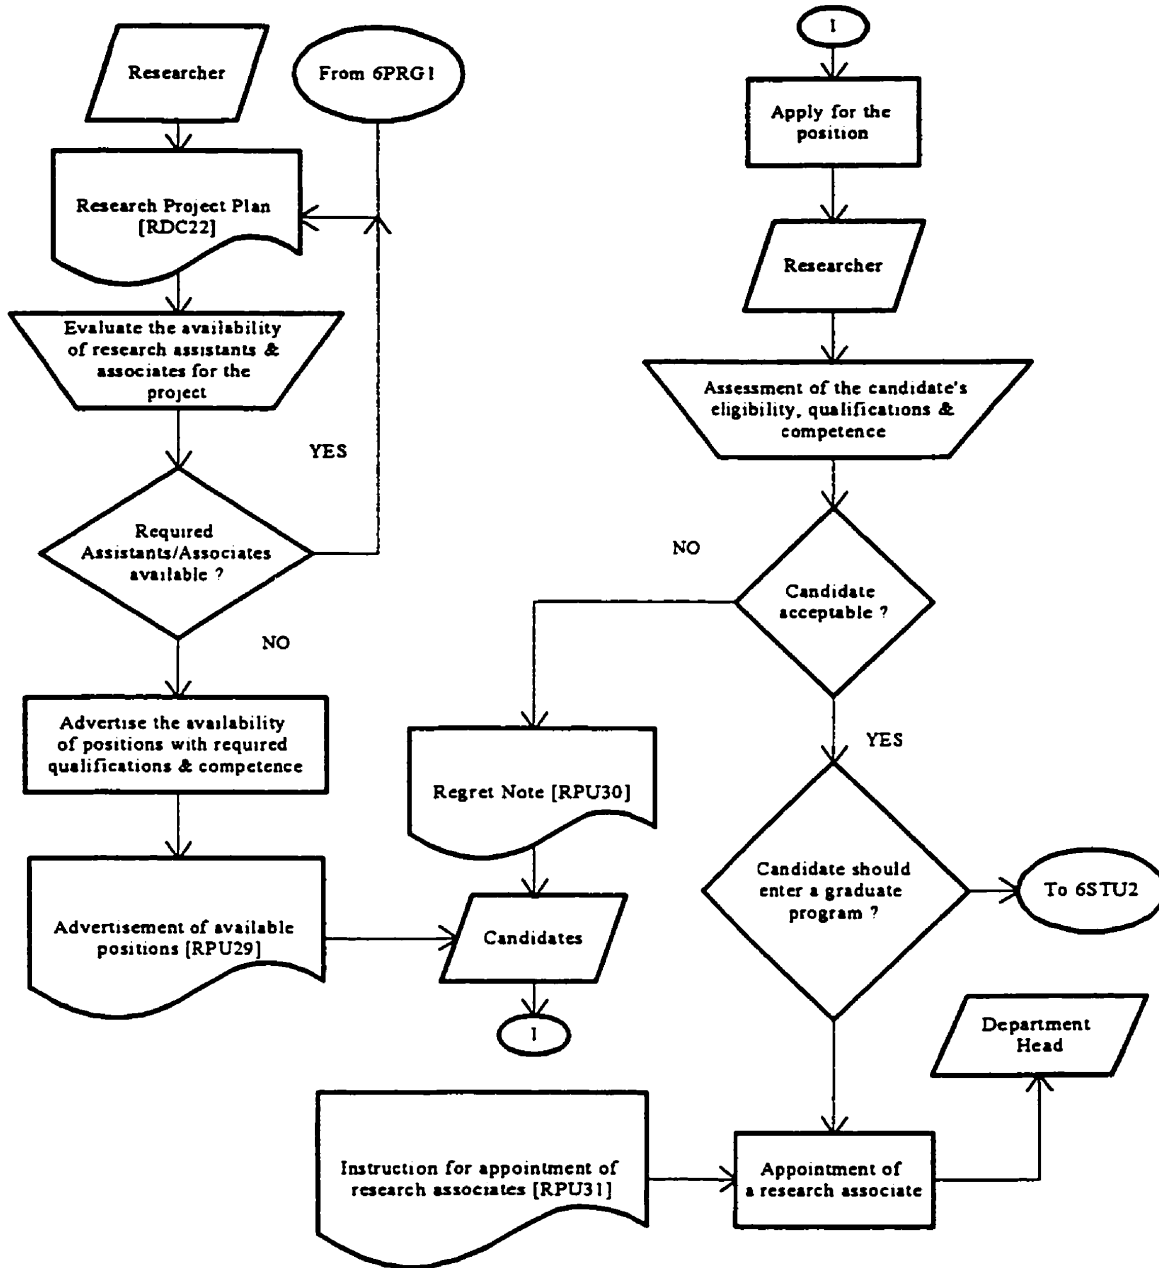 Researcher
From 6PRG1
Research Project Plan
[RDC22]
Evaluate the availability
of research assistants &
associates for the
project
YES
Required
Assistants/Associates
available ?
NO
Advertise the availability
of positions with required
qualifications & competence
Advertisement of available
positions [RPU29]
Regret Note [RPU30]
Candidates
1
1
Apply for the
position
Researcher
Assessment of the candidate's
eligibility, qualifications &
competence
NO
Candidate
acceptable ?
YES
Candidate should
enter a graduate
program ?
To 6STU2
Department
Head
Instruction for appointment of
research associates [RPU31]
Appointment of
a research associate